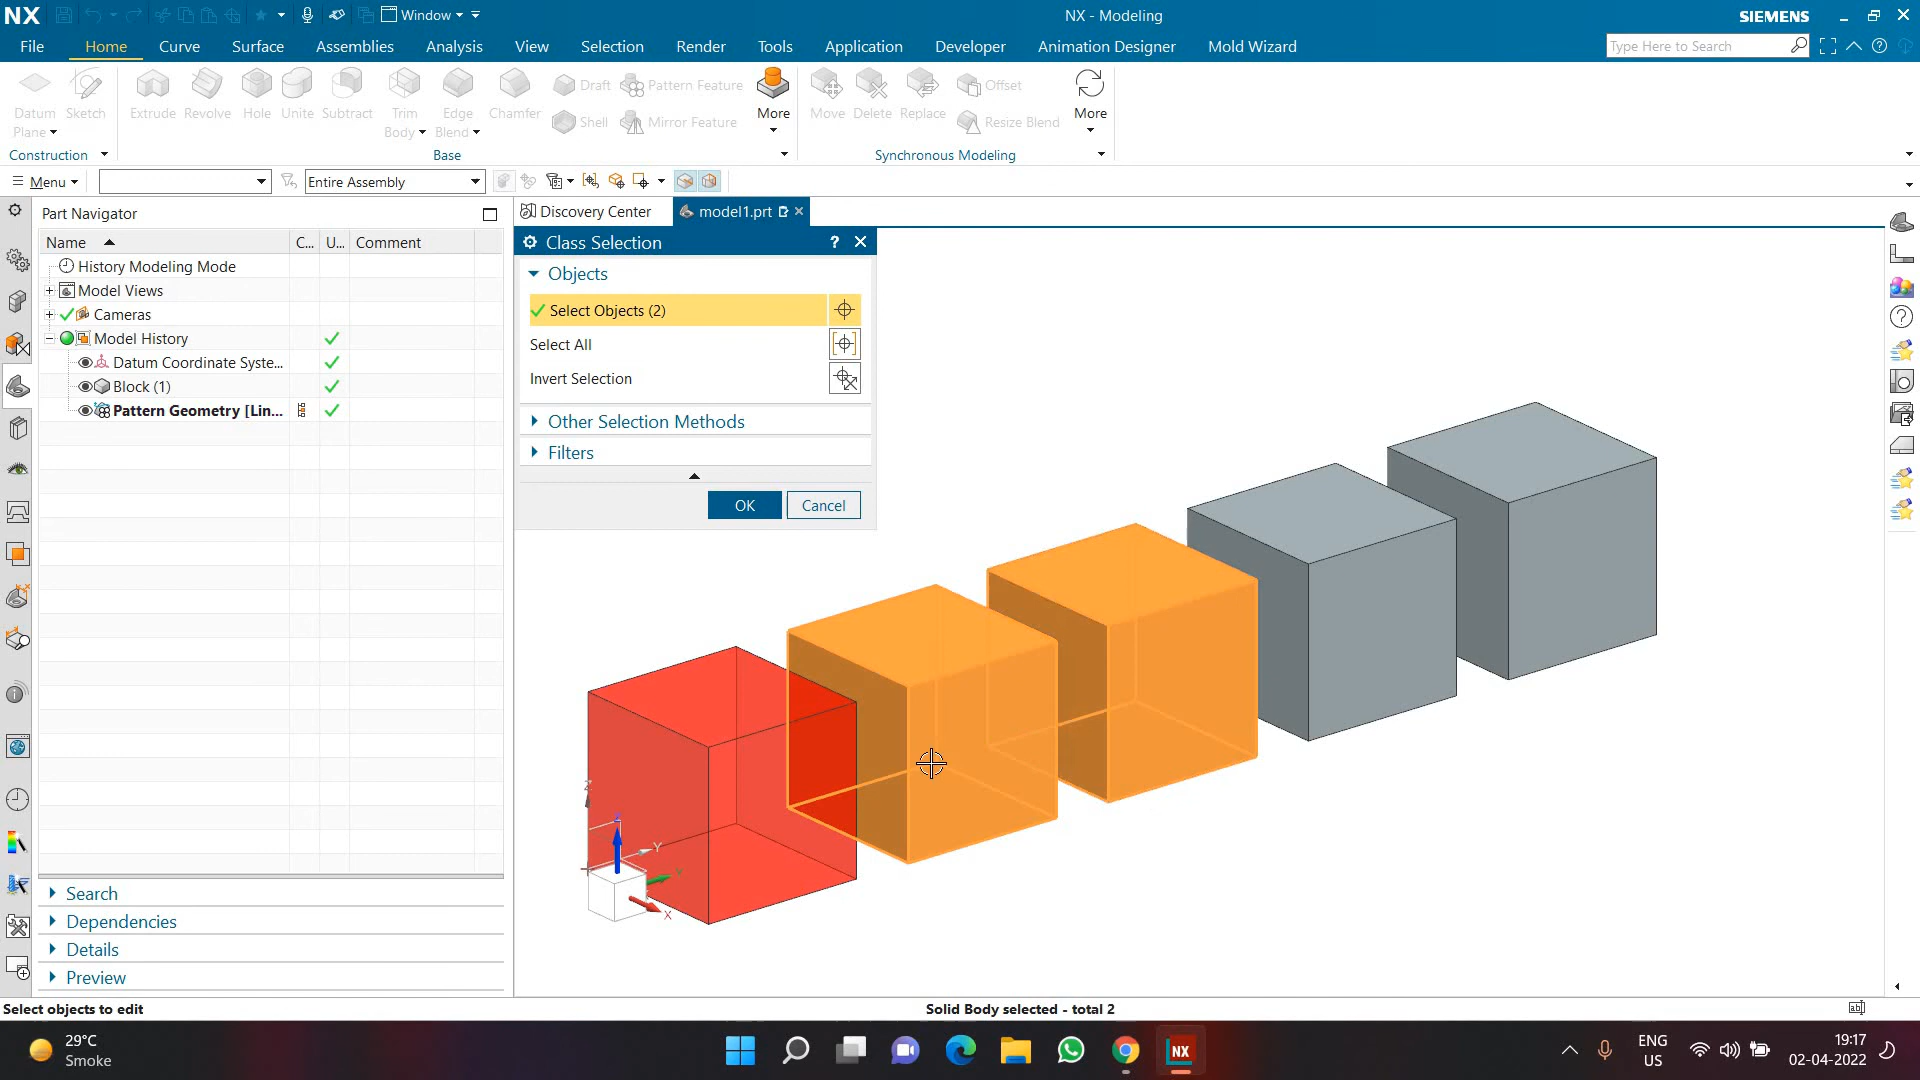 NX
Window
NX - Modeling
SIEMENS
File
Home
Curve
Surface
Assemblies
Analysis
View
Selection
Render
Tools
Application
Developer
Animation Designer
Mold Wizard
Type Here to Search
Datum Plane
Sketch
Extrude
Revolve
Hole
Unite
Subtract
Trim Body
Edge Blend
Chamfer
Draft
Shell
Pattern Feature
Mirror Feature
More
Move
Delete
Replace
Offset
Resize Blend
More
Construction
Base
Synchronous Modeling
Menu
Entire Assembly
Part Navigator
Name
C...
U...
Comment
History Modeling Mode
Model Views
Cameras
Model History
Datum Coordinate Syste...
Block (1)
Pattern Geometry [Lin...
Search
Dependencies
Details
Preview
Discovery Center
model1.prt
Class Selection
?
Objects
Select Objects (2)
Select All
Invert Selection
Other Selection Methods
Filters
OK
Cancel
Z
Y
Y
X
Select objects to edit
Solid Body selected - total 2
29°C
Smoke
NX
ENG
US
19:17
02-04-2022